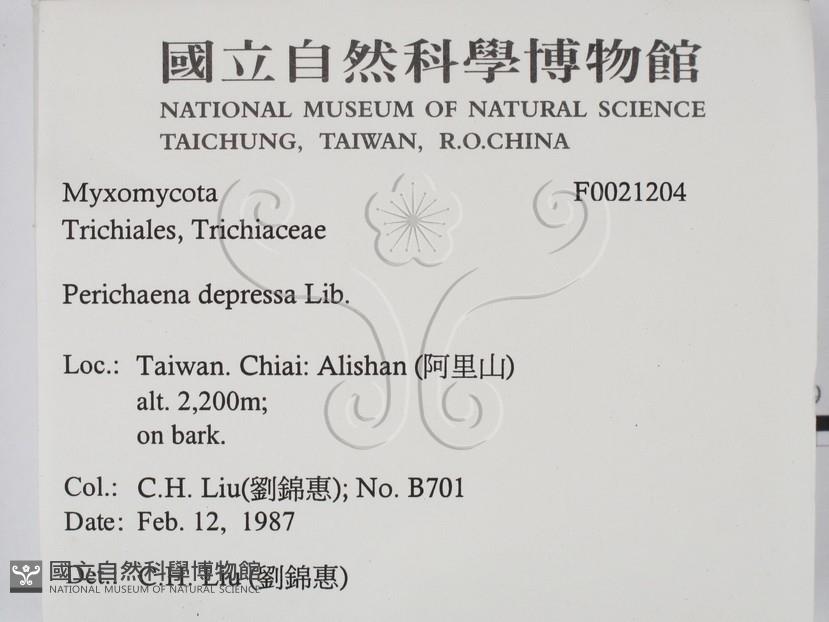 國立自然科學博物館
NATIONAL MUSEUM OF NATURAL SCIENCE
TAICHUNG, TAIWAN, R.O.CHINA
Myxomycota F0021204
Trichiales, Trichiaceae
Perichaena depressa Lib.
Loc.: Taiwan. Chiai: Alishan (阿里山)
alt. 2,200m;
on bark.
Col.: C.H. Liu(劉錦惠); No. B701
Date: Feb. 12, 1987
Det.: C.H. Liu (劉錦惠)
國立自然科學博物館
NATIONAL MUSEUM OF NATURAL SCIENCE